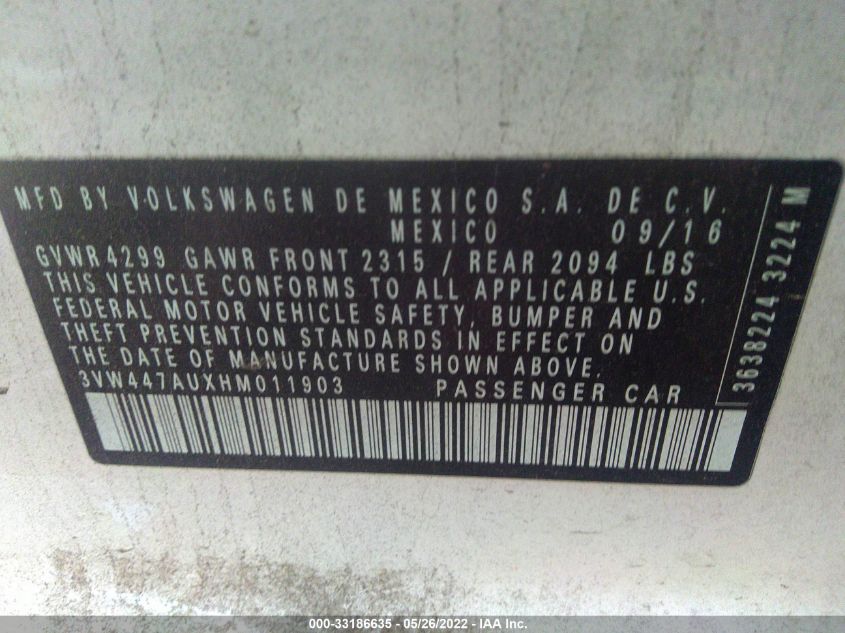 MFD BY VOLKSWAGEN DE MEXICO S.A. DE C.V.
MEXICO 09/16
GVWR4299 GAWR FRONT 2315 / REAR 2094 LBS
THIS VEHICLE CONFORMS TO ALL APPLICABLE U.S.
FEDERAL MOTOR VEHICLE SAFETY, BUMPER AND
THEFT PREVENTION STANDARDS IN EFFECT ON
THE DATE OF MANUFACTURE SHOWN ABOVE.
3VW447AUXHM011903 PASSENGER CAR
3638224 3224 M
000-33186635 - 05/26/2022 - IAA Inc.